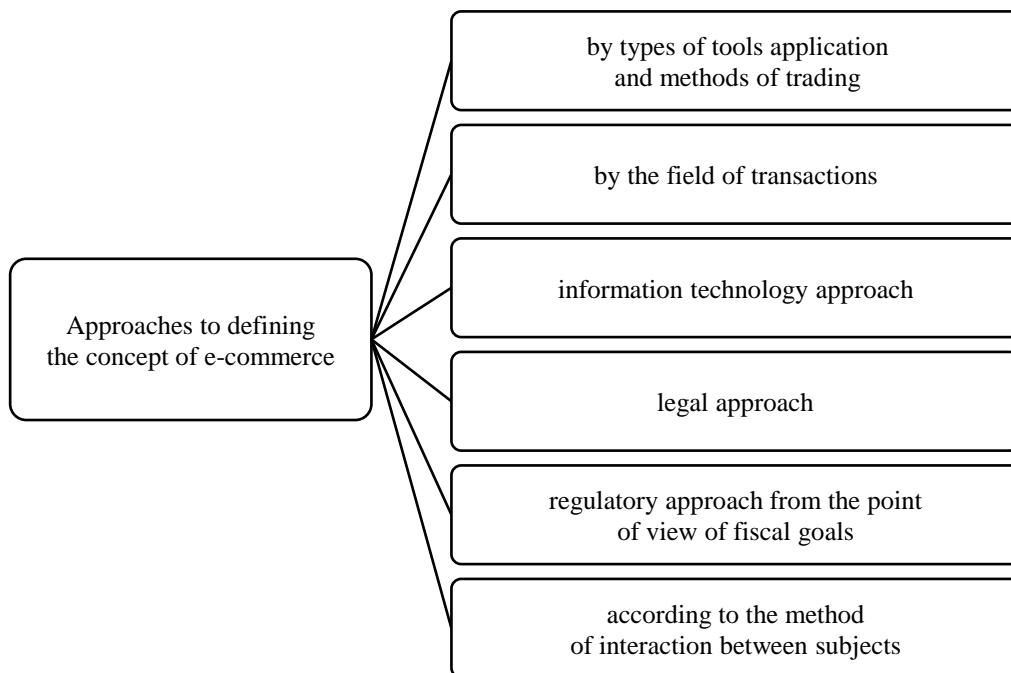 by types of tools application
and methods of trading
by the field of transactions
information technology approach
Approaches to defining
the concept of e-commerce
legal approach
regulatory approach from the point
of view of fiscal goals
according to the method
of interaction between subjects